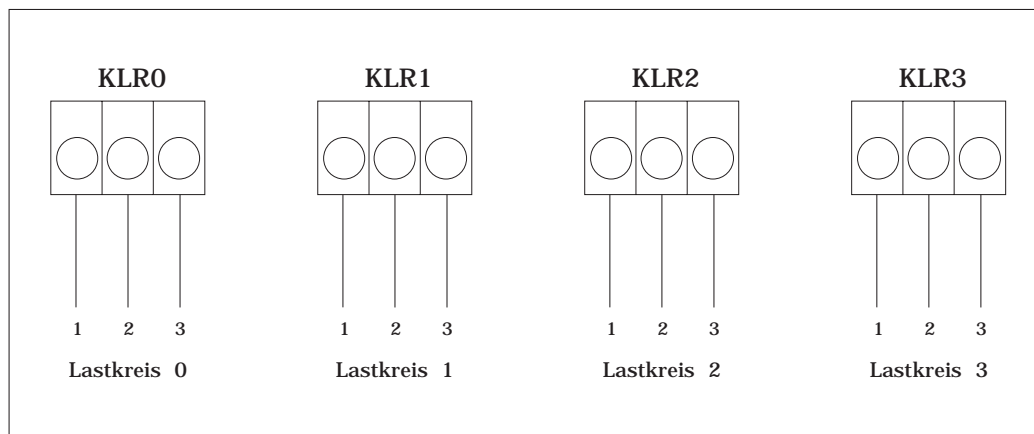 KLR0 KLR1 KLR2 KLR3
1 2 3 1 2 3 1 2 3 1 2 3
Lastkreis 0 Lastkreis 1 Lastkreis 2 Lastkreis 3